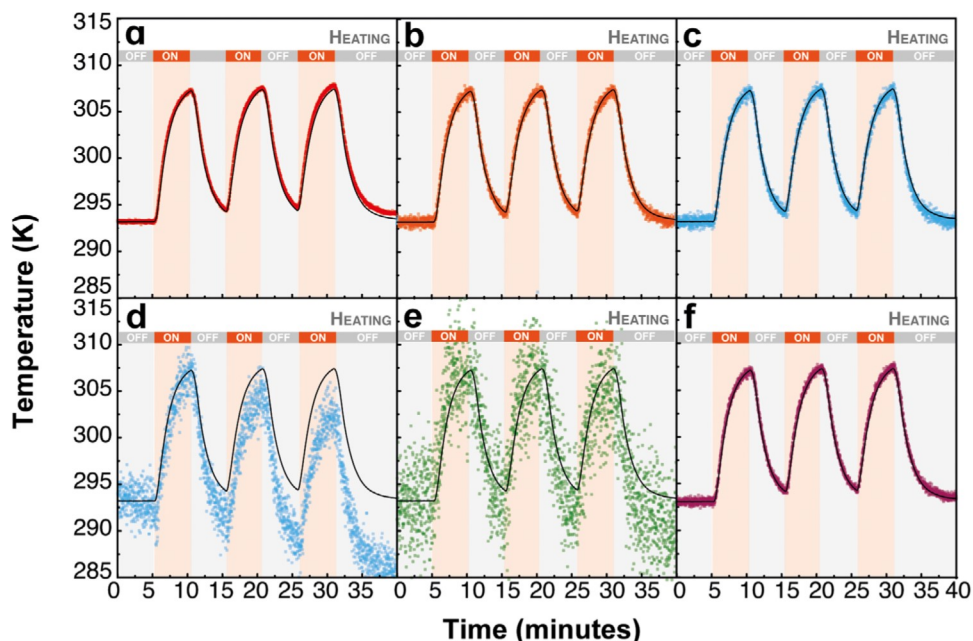 315 a b c
HEATING HEATING HEATING
OFF ON ON OFF ON OFF OFF ON OFF ON OFF ON OFF OFF ON OFF ON OFF ON OFF
310
305
300
295
290
285
315 d e f
HEATING HEATING HEATING
OFF ON OFF ON OFF ON OFF OFF ON OFF ON OFF ON OFF OFF ON OFF ON OFF ON OFF
310
305
300
295
290
285
0 5 10 15 20 25 30 35 0 5 10 15 20 25 30 35 0 5 10 15 20 25 30 35 40
Temperature (K)
Time (minutes)